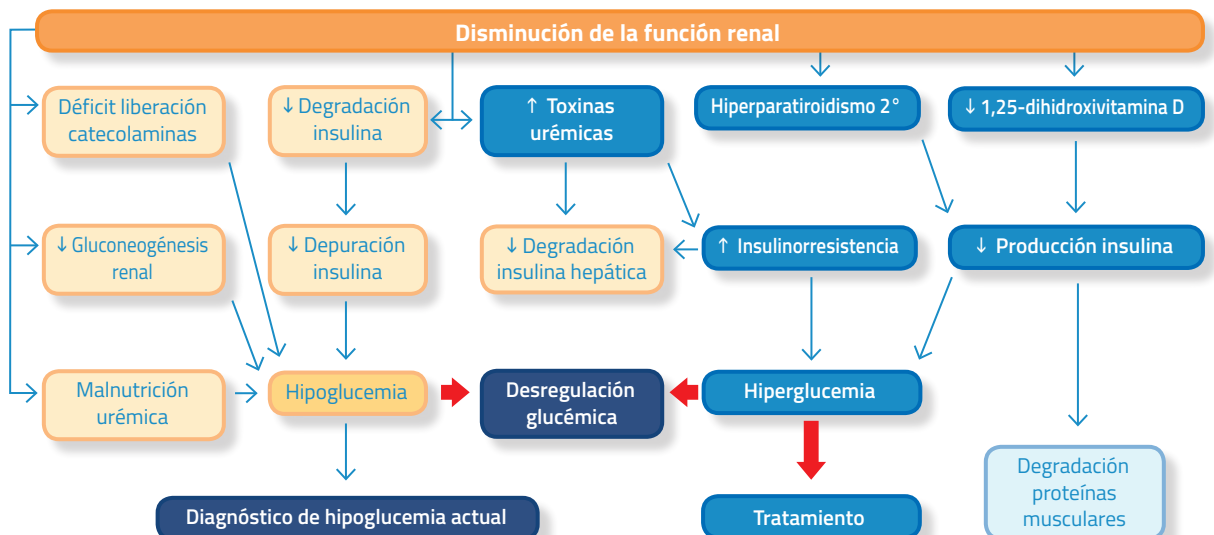 Disminución de la función renal
Déficit liberación
catecolaminas
↓ Degradación
insulina
↑ Toxinas
urémicas
Hiperparatiroidismo 2°
↓ 1,25-dihidroxivitamina D
↓ Gluconeogénesis
renal
↓ Depuración
insulina
↓ Degradación
insulina hepática
↑ Insulinorresistencia
↓ Producción insulina
Malnutrición
urémica
Hipoglucemia
Desregulación
glucémica
Hiperglucemia
Degradación
proteínas
musculares
Diagnóstico de hipoglucemia actual
Tratamiento